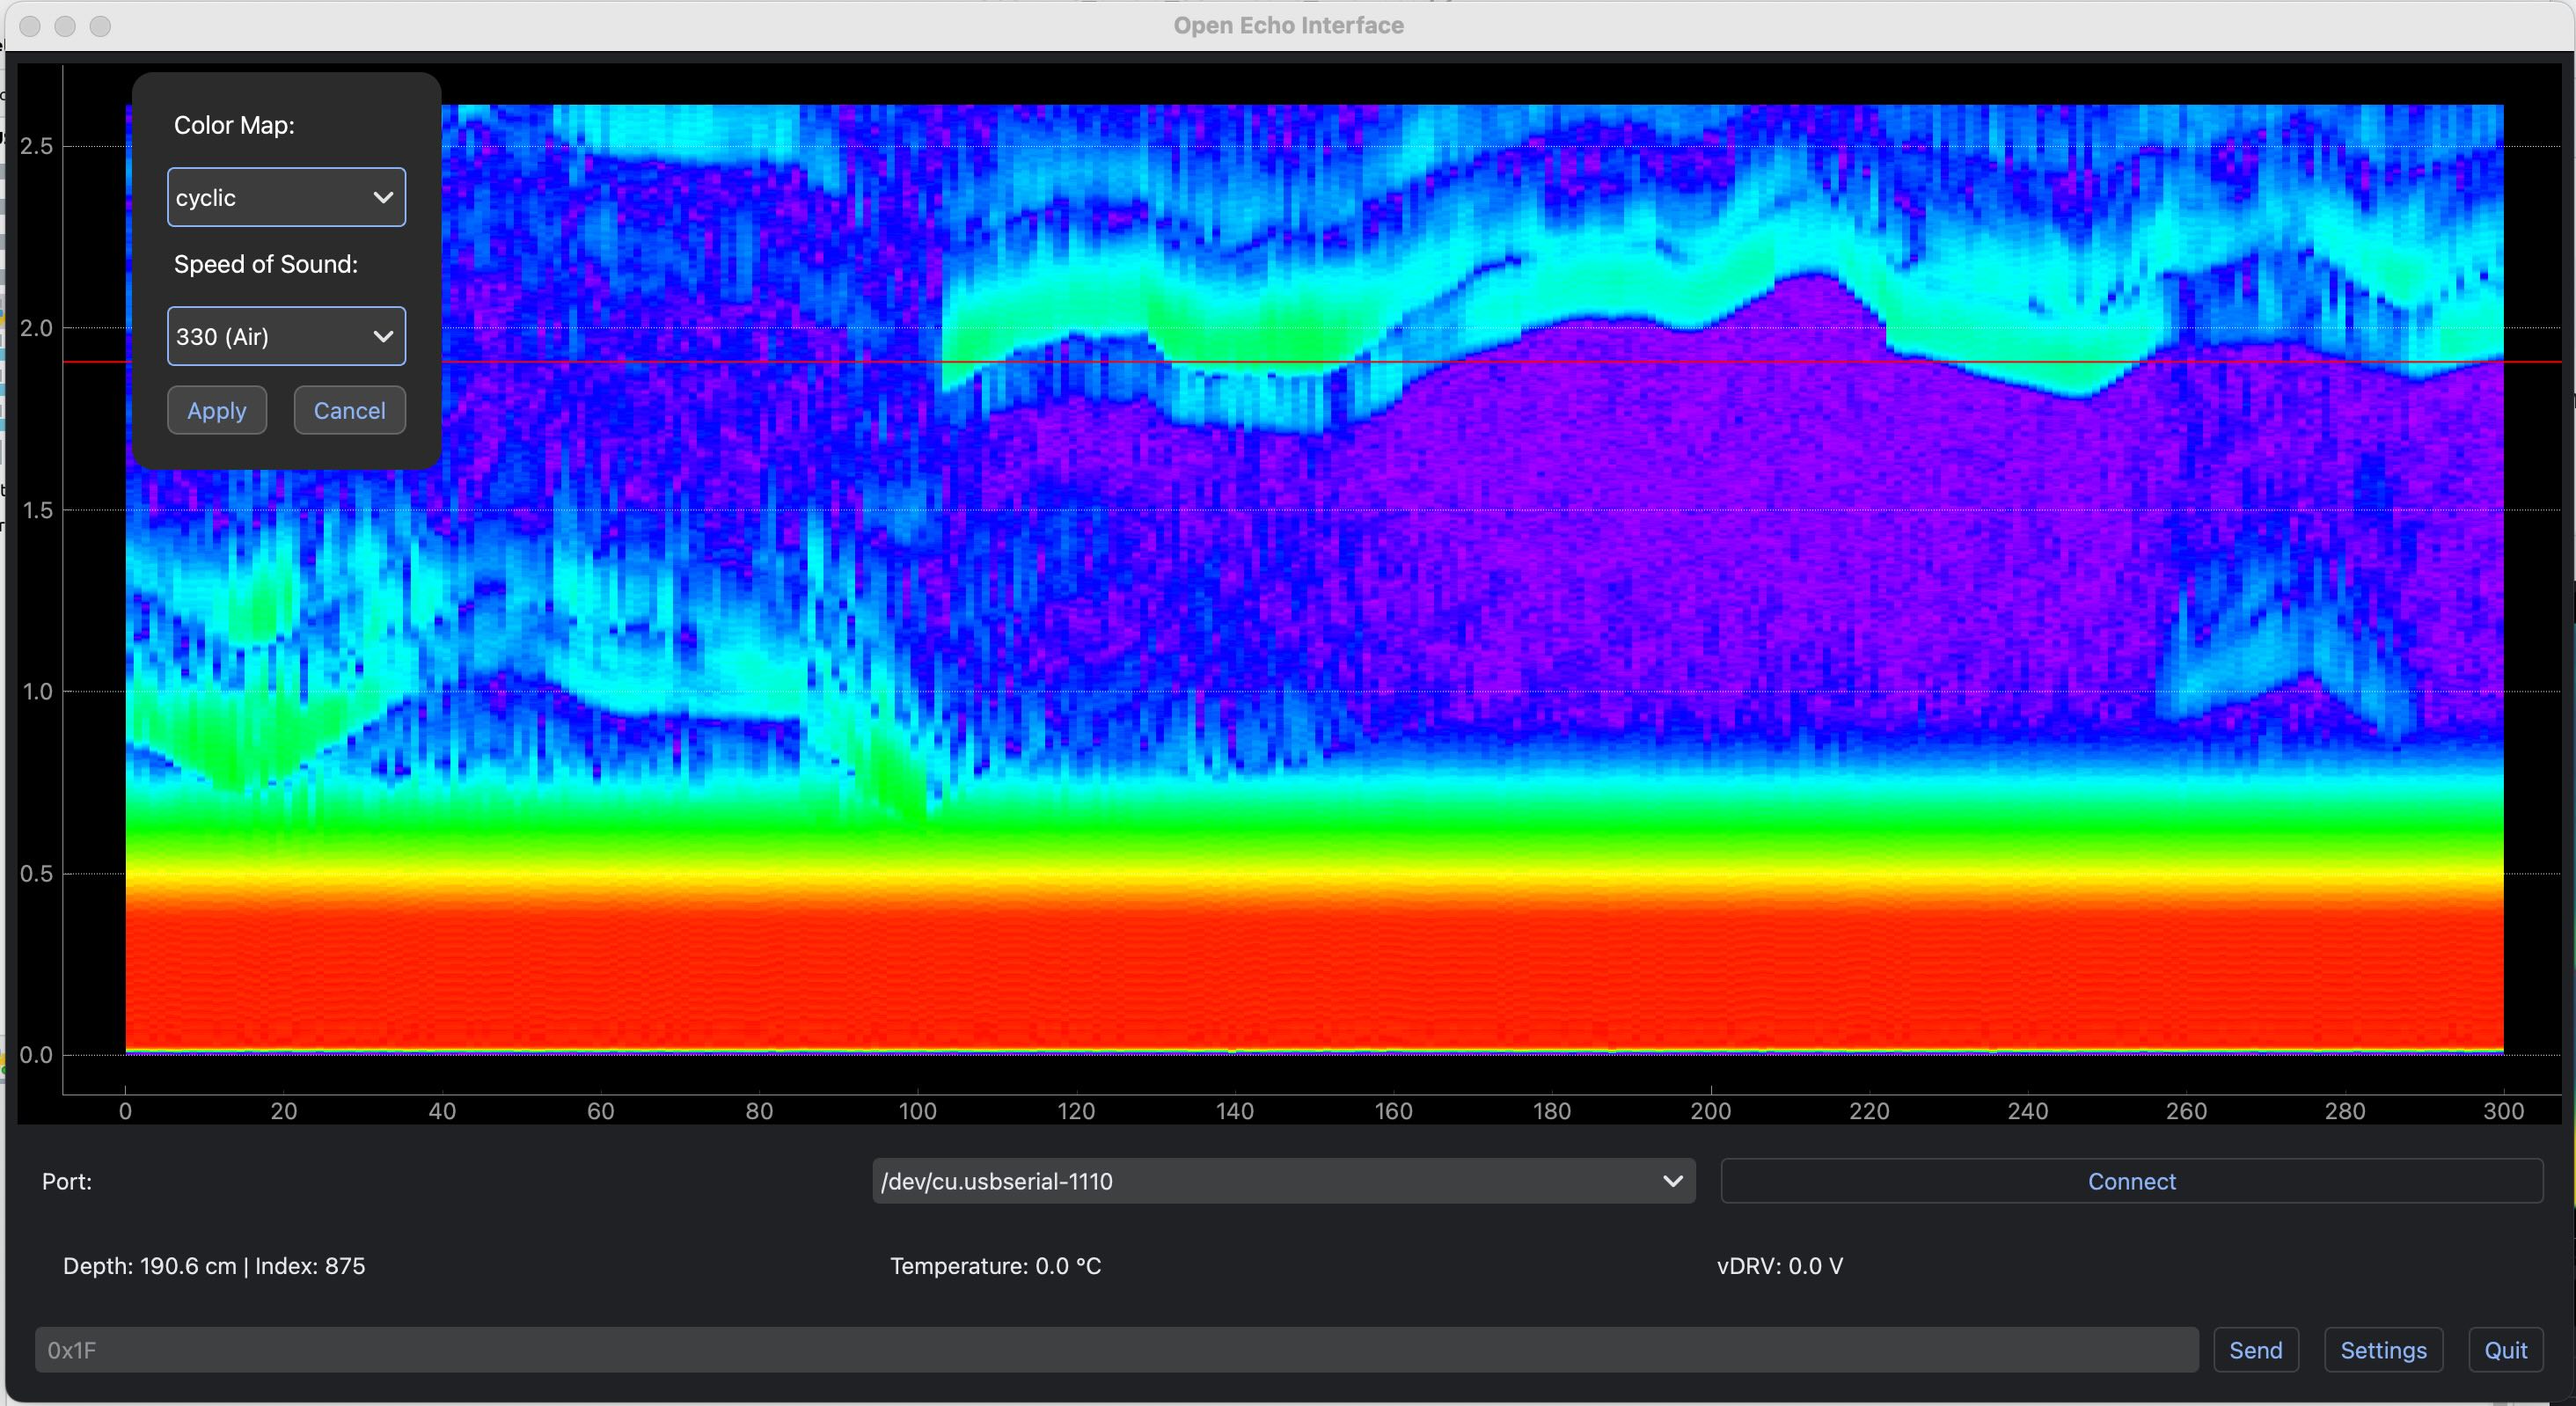 Open Echo Interface
Color Map:
cyclic
Speed of Sound:
330 (Air)
Apply Cancel
2.5
2.0
1.5
1.0
0.5
0.0
0 20 40 60 80 100 120 140 160 180 200 220 240 260 280 300
Port: /dev/cu.usbserial-1110 Connect
Depth: 190.6 cm | Index: 875 Temperature: 0.0 °C vDRV: 0.0 V
0x1F Send Settings Quit